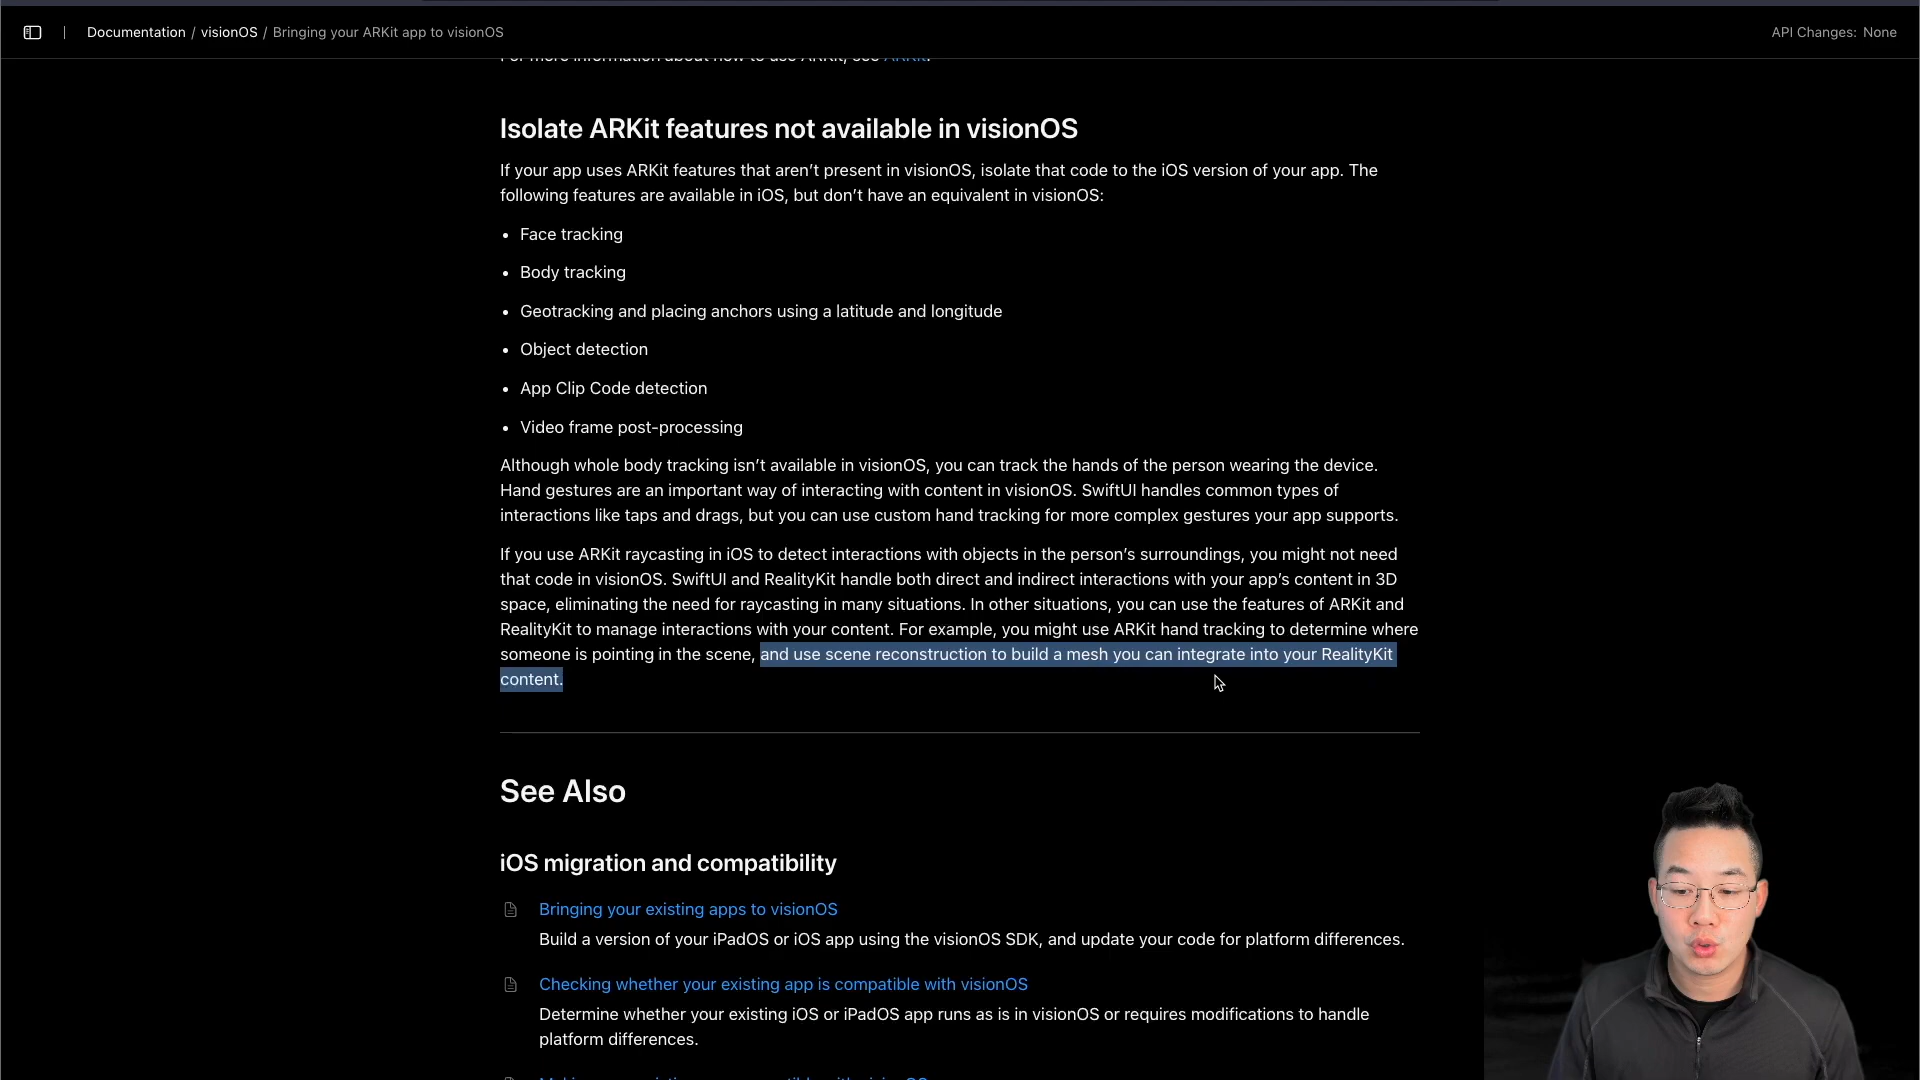 Documentation / visionOS / Bringing your ARKit app to visionOS
API Changes: None
For more information about how to use ARKit, see ARKit.
Isolate ARKit features not available in visionOS
If your app uses ARKit features that aren’t present in visionOS, isolate that code to the iOS version of your app. The
following features are available in iOS, but don’t have an equivalent in visionOS:
• Face tracking
• Body tracking
• Geotracking and placing anchors using a latitude and longitude
• Object detection
• App Clip Code detection
• Video frame post-processing
Although whole body tracking isn’t available in visionOS, you can track the hands of the person wearing the device.
Hand gestures are an important way of interacting with content in visionOS. SwiftUI handles common types of
interactions like taps and drags, but you can use custom hand tracking for more complex gestures your app supports.
If you use ARKit raycasting in iOS to detect interactions with objects in the person’s surroundings, you might not need
that code in visionOS. SwiftUI and RealityKit handle both direct and indirect interactions with your app’s content in 3D
space, eliminating the need for raycasting in many situations. In other situations, you can use the features of ARKit and
RealityKit to manage interactions with your content. For example, you might use ARKit hand tracking to determine where
someone is pointing in the scene, and use scene reconstruction to build a mesh you can integrate into your RealityKit
content.
See Also
iOS migration and compatibility
Bringing your existing apps to visionOS
Build a version of your iPadOS or iOS app using the visionOS SDK, and update your code for platform differences.
Checking whether your existing app is compatible with visionOS
Determine whether your existing iOS or iPadOS app runs as is in visionOS or requires modifications to handle
platform differences.